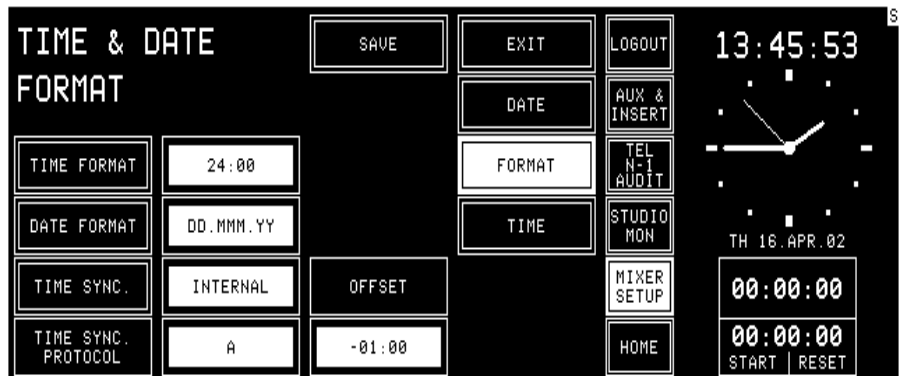 TIME & DATE
FORMAT
SAVE
EXIT
LOGOUT
13:45:53
S
DATE
AUX &
INSERT
TIME FORMAT
24:00
FORMAT
TEL
N-1
AUDIT
DATE FORMAT
DD.MMM.YY
TIME
STUDIO
MON
TH 16.APR.02
TIME SYNC.
INTERNAL
OFFSET
MIXER
SETUP
00:00:00
TIME SYNC.
PROTOCOL
A
-01:00
HOME
00:00:00
START | RESET